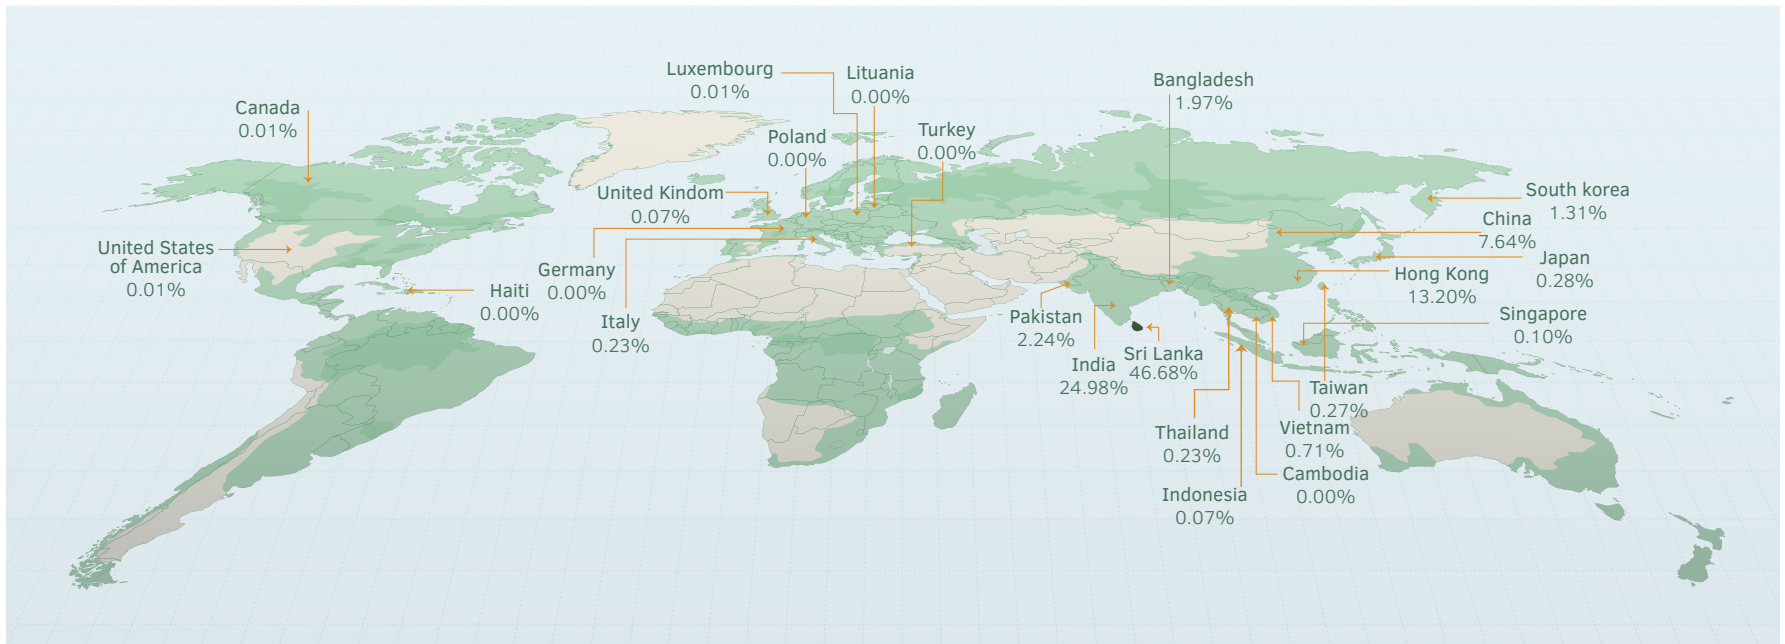 Luxembourg
0.01%
Lituania
0.00%
Bangladesh
1.97%
Canada
0.01%
Poland
0.00%
Turkey
0.00%
United Kindom
0.07%
South korea
1.31%
China
7.64%
United States
of America
0.01%
Germany
0.00%
Haiti
0.00%
Japan
0.28%
Hong Kong
13.20%
Italy
0.23%
Pakistan
2.24%
Singapore
0.10%
India
24.98%
Sri Lanka
46.68%
Taiwan
0.27%
Thailand
0.23%
Vietnam
0.71%
Cambodia
0.00%
Indonesia
0.07%